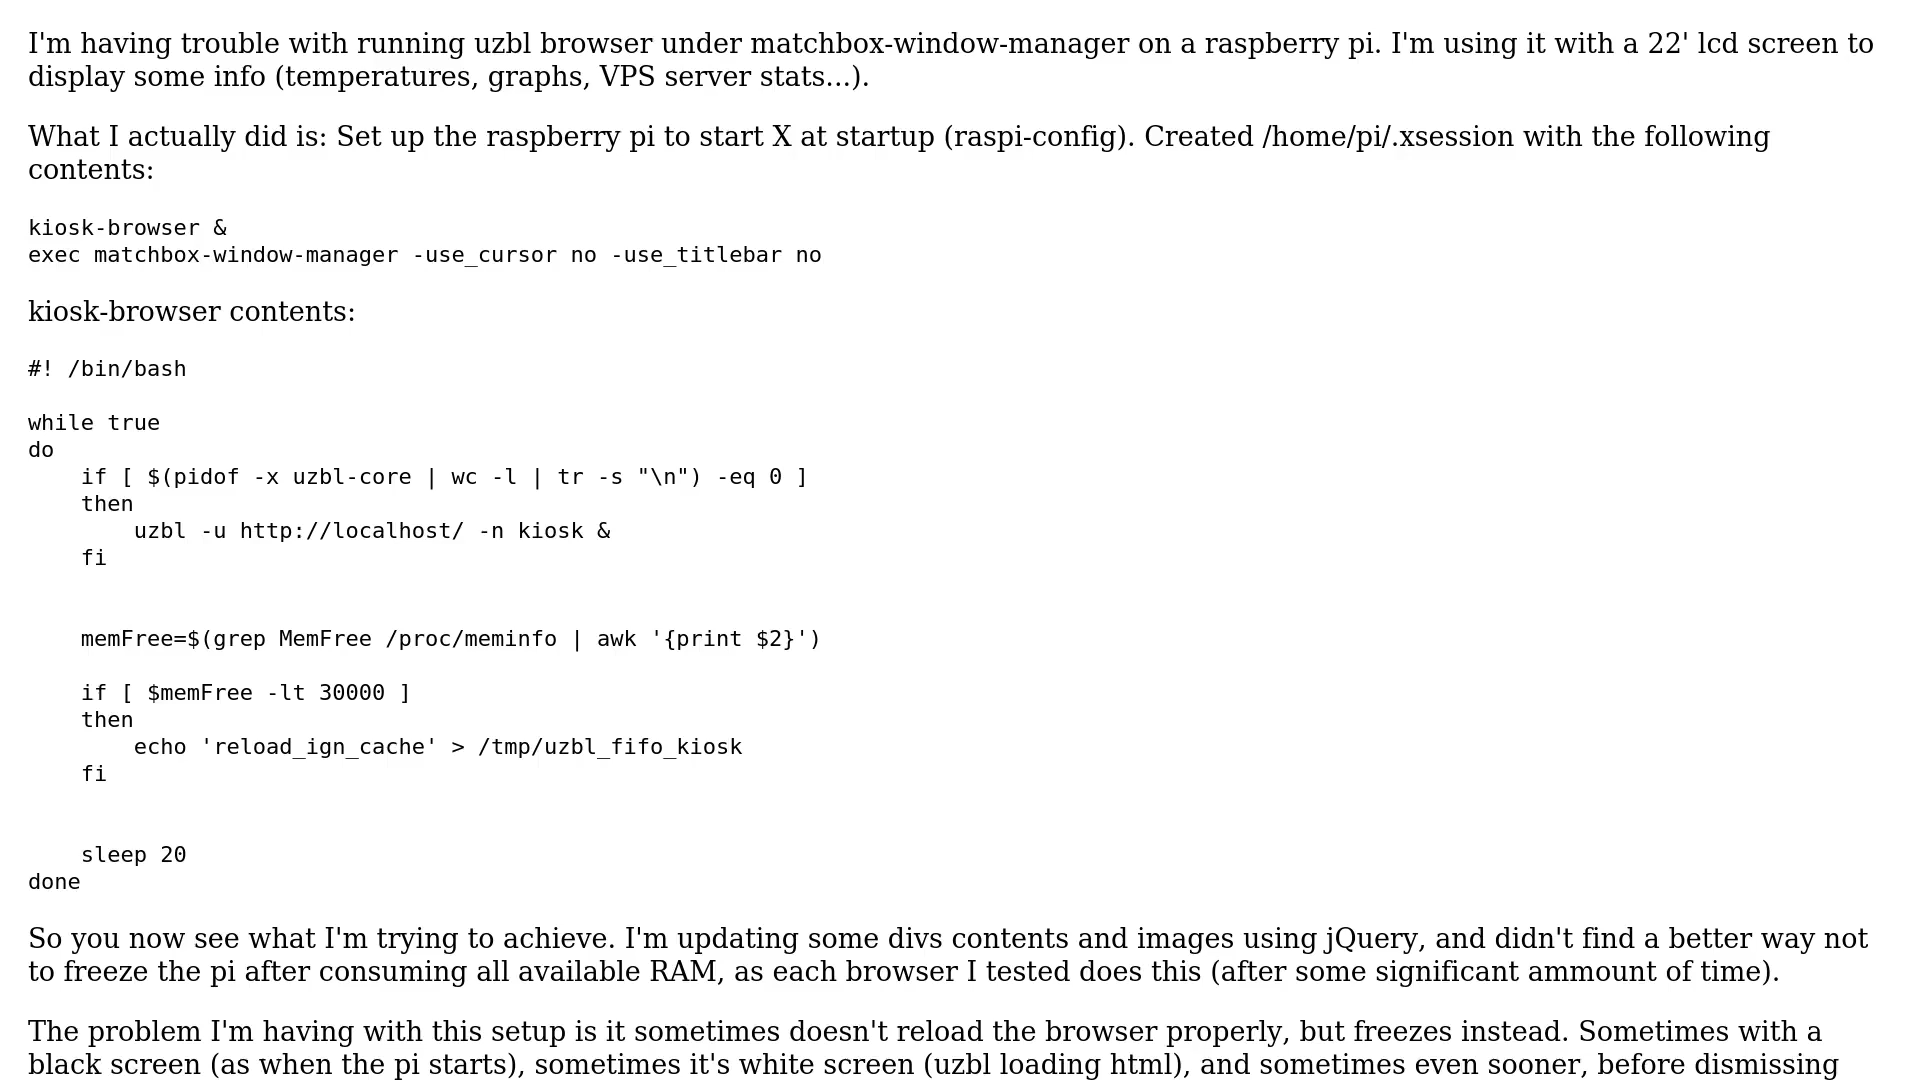 I'm having trouble with running uzbl browser under matchbox-window-manager on a raspberry pi. I'm using it with a 22' lcd screen to
display some info (temperatures, graphs, VPS server stats...).
What I actually did is: Set up the raspberry pi to start X at startup (raspi-config). Created /home/pi/.xsession with the following
contents:
kiosk-browser &
exec matchbox-window-manager -use_cursor no -use_titlebar no
kiosk-browser contents:
#! /bin/bash
while true
do
    if [ $(pidof -x uzbl-core | wc -l | tr -s "\n") -eq 0 ]
    then
        uzbl -u http://localhost/ -n kiosk &
    fi
    memFree=$(grep MemFree /proc/meminfo | awk '{print $2}')
    if [ $memFree -lt 30000 ]
    then
        echo 'reload_ign_cache' > /tmp/uzbl_fifo_kiosk
    fi
    sleep 20
done
So you now see what I'm trying to achieve. I'm updating some divs contents and images using jQuery, and didn't find a better way not
to freeze the pi after consuming all available RAM, as each browser I tested does this (after some significant ammount of time).
The problem I'm having with this setup is it sometimes doesn't reload the browser properly, but freezes instead. Sometimes with a
black screen (as when the pi starts), sometimes it's white screen (uzbl loading html), and sometimes even sooner, before dismissing